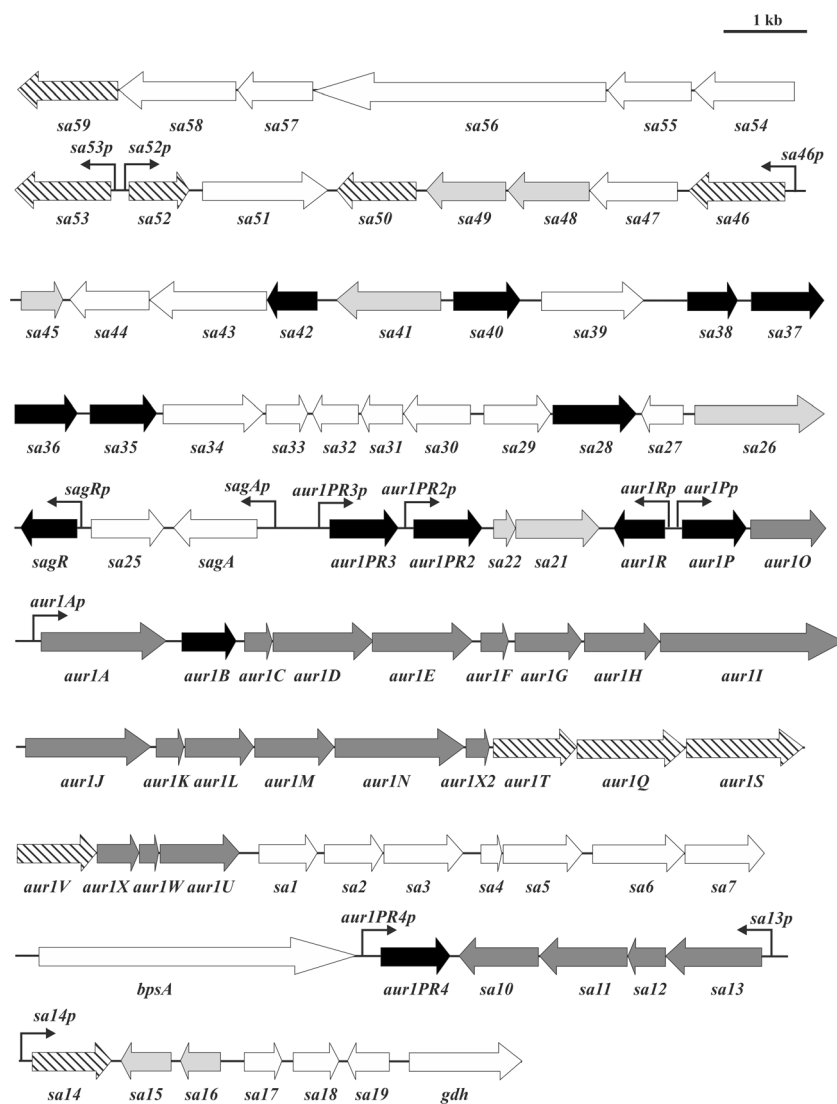 1 kb
sa59 sa58 sa57 sa56 sa55 sa54
sa53p sa52p sa46p
sa53 sa52 sa51 sa50 sa49 sa48 sa47 sa46
sa45 sa44 sa43 sa42 sa41 sa40 sa39 sa38 sa37
sa36 sa35 sa34 sa33 sa32 sa31 sa30 sa29 sa28 sa27 sa26
sagRp sagAp aur1PR3p aur1PR2p aur1Rp aur1Pp
sagR sa25 sagA aur1PR3 aur1PR2 sa22 sa21 aur1R aur1P aur1O
aur1Ap
aur1A aur1B aur1C aur1D aur1E aur1F aur1G aur1H aur1I
aur1J aur1K aur1L aur1M aur1N aur1X2 aur1T aur1Q aur1S
aur1V aur1X aur1W aur1U sa1 sa2 sa3 sa4 sa5 sa6 sa7
aur1PR4p sa13p
bpsA aur1PR4 sa10 sa11 sa12 sa13
sa14p
sa14 sa15 sa16 sa17 sa18 sa19 gdh